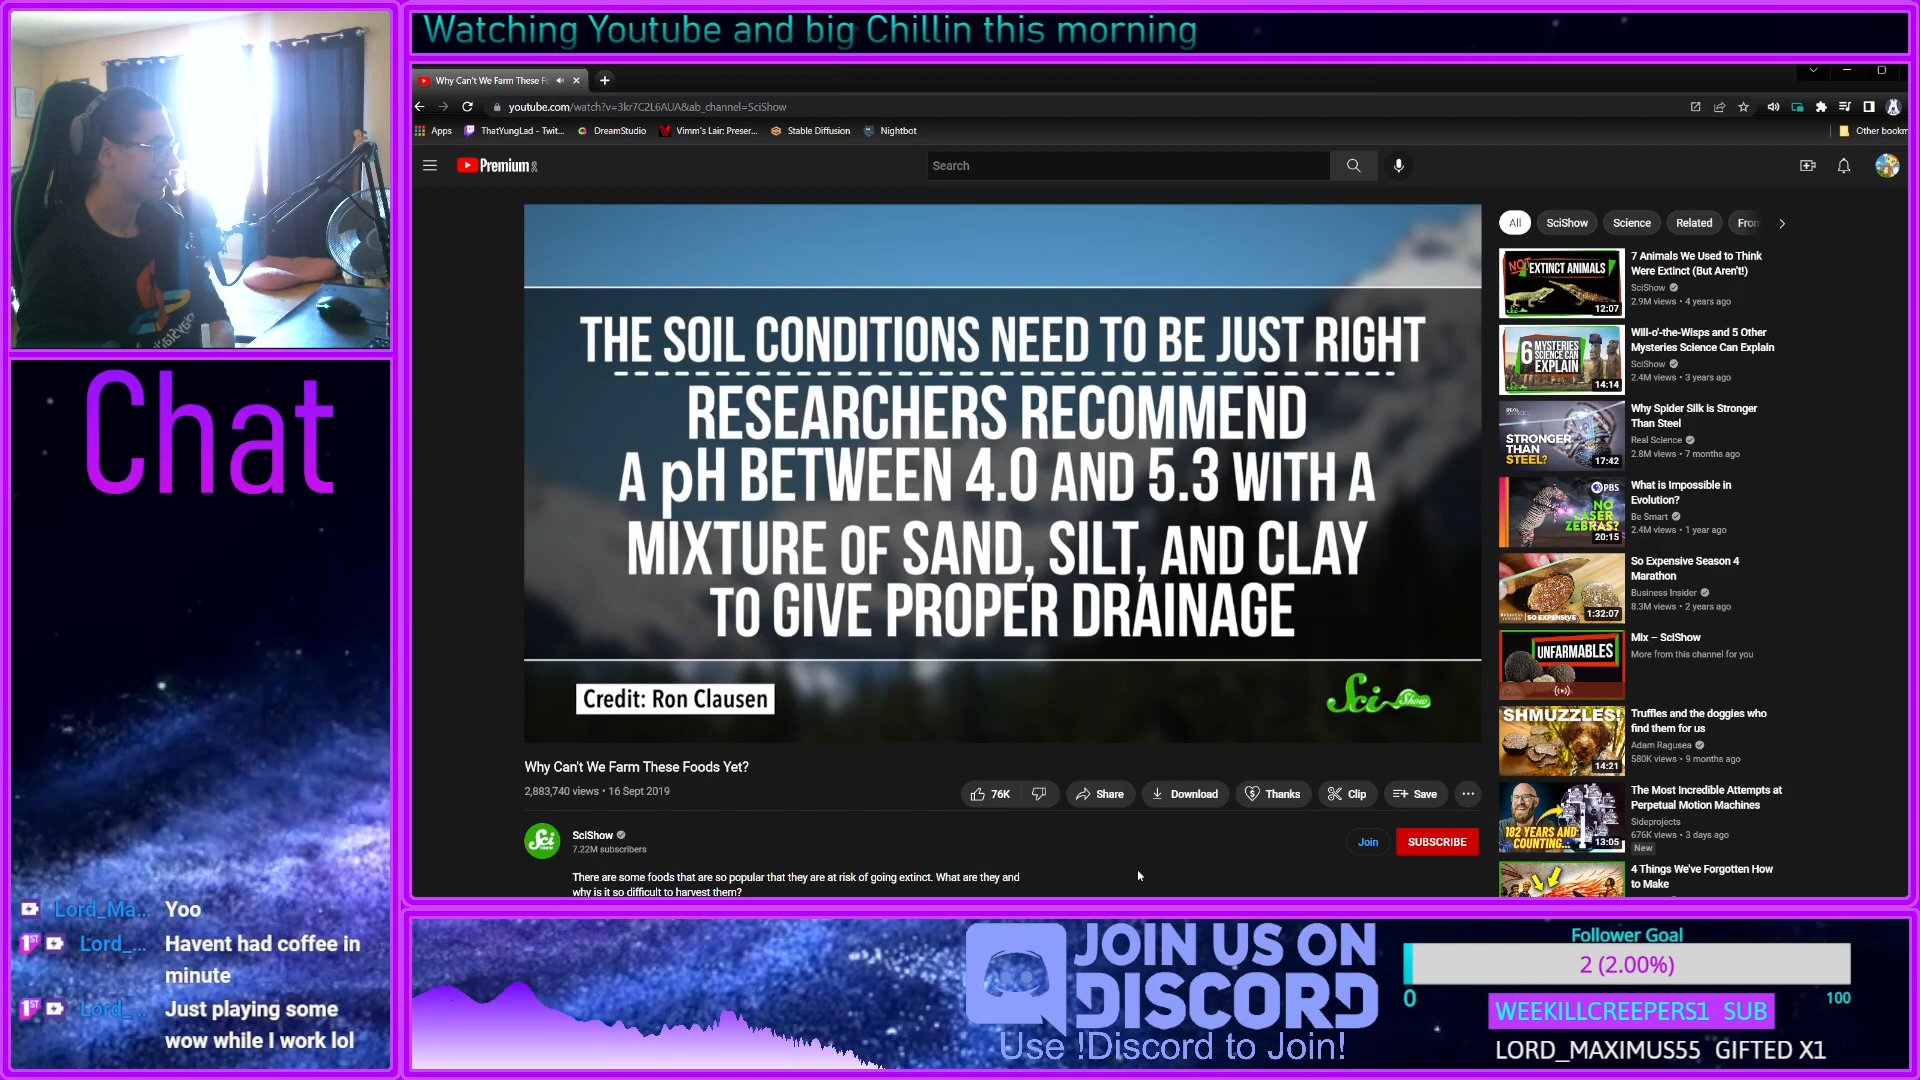 Watching Youtube and big Chillin this morning
Why Can't We Farm These Fo
youtube.com/watch?v=3kr7C2L6AUA&ab_channel=SciShow
Apps
ThatYungLad - Twit...
DreamStudio
Vimm's Lair: Preser...
Stable Diffusion
Nightbot
Other bookm
Premium
Search
THE SOIL CONDITIONS NEED TO BE JUST RIGHT
RESEARCHERS RECOMMEND
A pH BETWEEN 4.0 AND 5.3 WITH A
MIXTURE OF SAND, SILT, AND CLAY
TO GIVE PROPER DRAINAGE
Credit: Ron Clausen
Sci Show
Why Can't We Farm These Foods Yet?
2,883,740 views • 16 Sept 2019
76K
Share
Download
Thanks
Clip
Save
SciShow
7.22M subscribers
Join
SUBSCRIBE
There are some foods that are so popular that they are at risk of going extinct. What are they and
why is it so difficult to harvest them?
All
SciShow
Science
Related
From
NOT EXTINCT ANIMALS
12:07
7 Animals We Used to Think
Were Extinct (But Aren't!)
SciShow
2.9M views • 4 years ago
6 MYSTERIES
SCIENCE CAN
EXPLAIN
14:14
Will-o'-the-Wisps and 5 Other
Mysteries Science Can Explain
SciShow
2.4M views • 3 years ago
STRONGER
THAN
STEEL?
17:42
Why Spider Silk is Stronger
Than Steel
Real Science
2.8M views • 7 months ago
PBS
NO
LASER
ZEBRAS?
20:15
What is Impossible in
Evolution?
Be Smart
2.4M views • 1 year ago
SO EXPENSIVE
1:32:07
So Expensive Season 4
Marathon
Business Insider
8.3M views • 2 years ago
UNFARMABLES
Mix – SciShow
More from this channel for you
SHMUZZLES!
14:21
Truffles and the doggies who
find them for us
Adam Ragusea
580K views • 9 months ago
182 YEARS AND
COUNTING...
13:05
The Most Incredible Attempts at
Perpetual Motion Machines
Sideprojects
676K views • 3 days ago
New
4 Things We've Forgotten How
to Make
Chat
Lord_Ma... Yoo
Lord_... Havent had coffee in
minute
Lord_... Just playing some
wow while I work lol
JOIN US ON
DISCORD
Use !Discord to Join!
Follower Goal
2 (2.00%)
0
100
WEEKILLCREEPERS1 SUB
LORD_MAXIMUS55 GIFTED X1